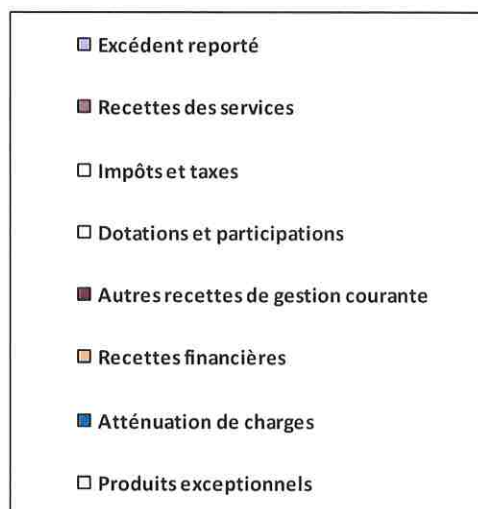 Excédent reporté
Recettes des services
Impôts et taxes
Dotations et participations
Autres recettes de gestion courante
Recettes financières
Atténuation de charges
Produits exceptionnels